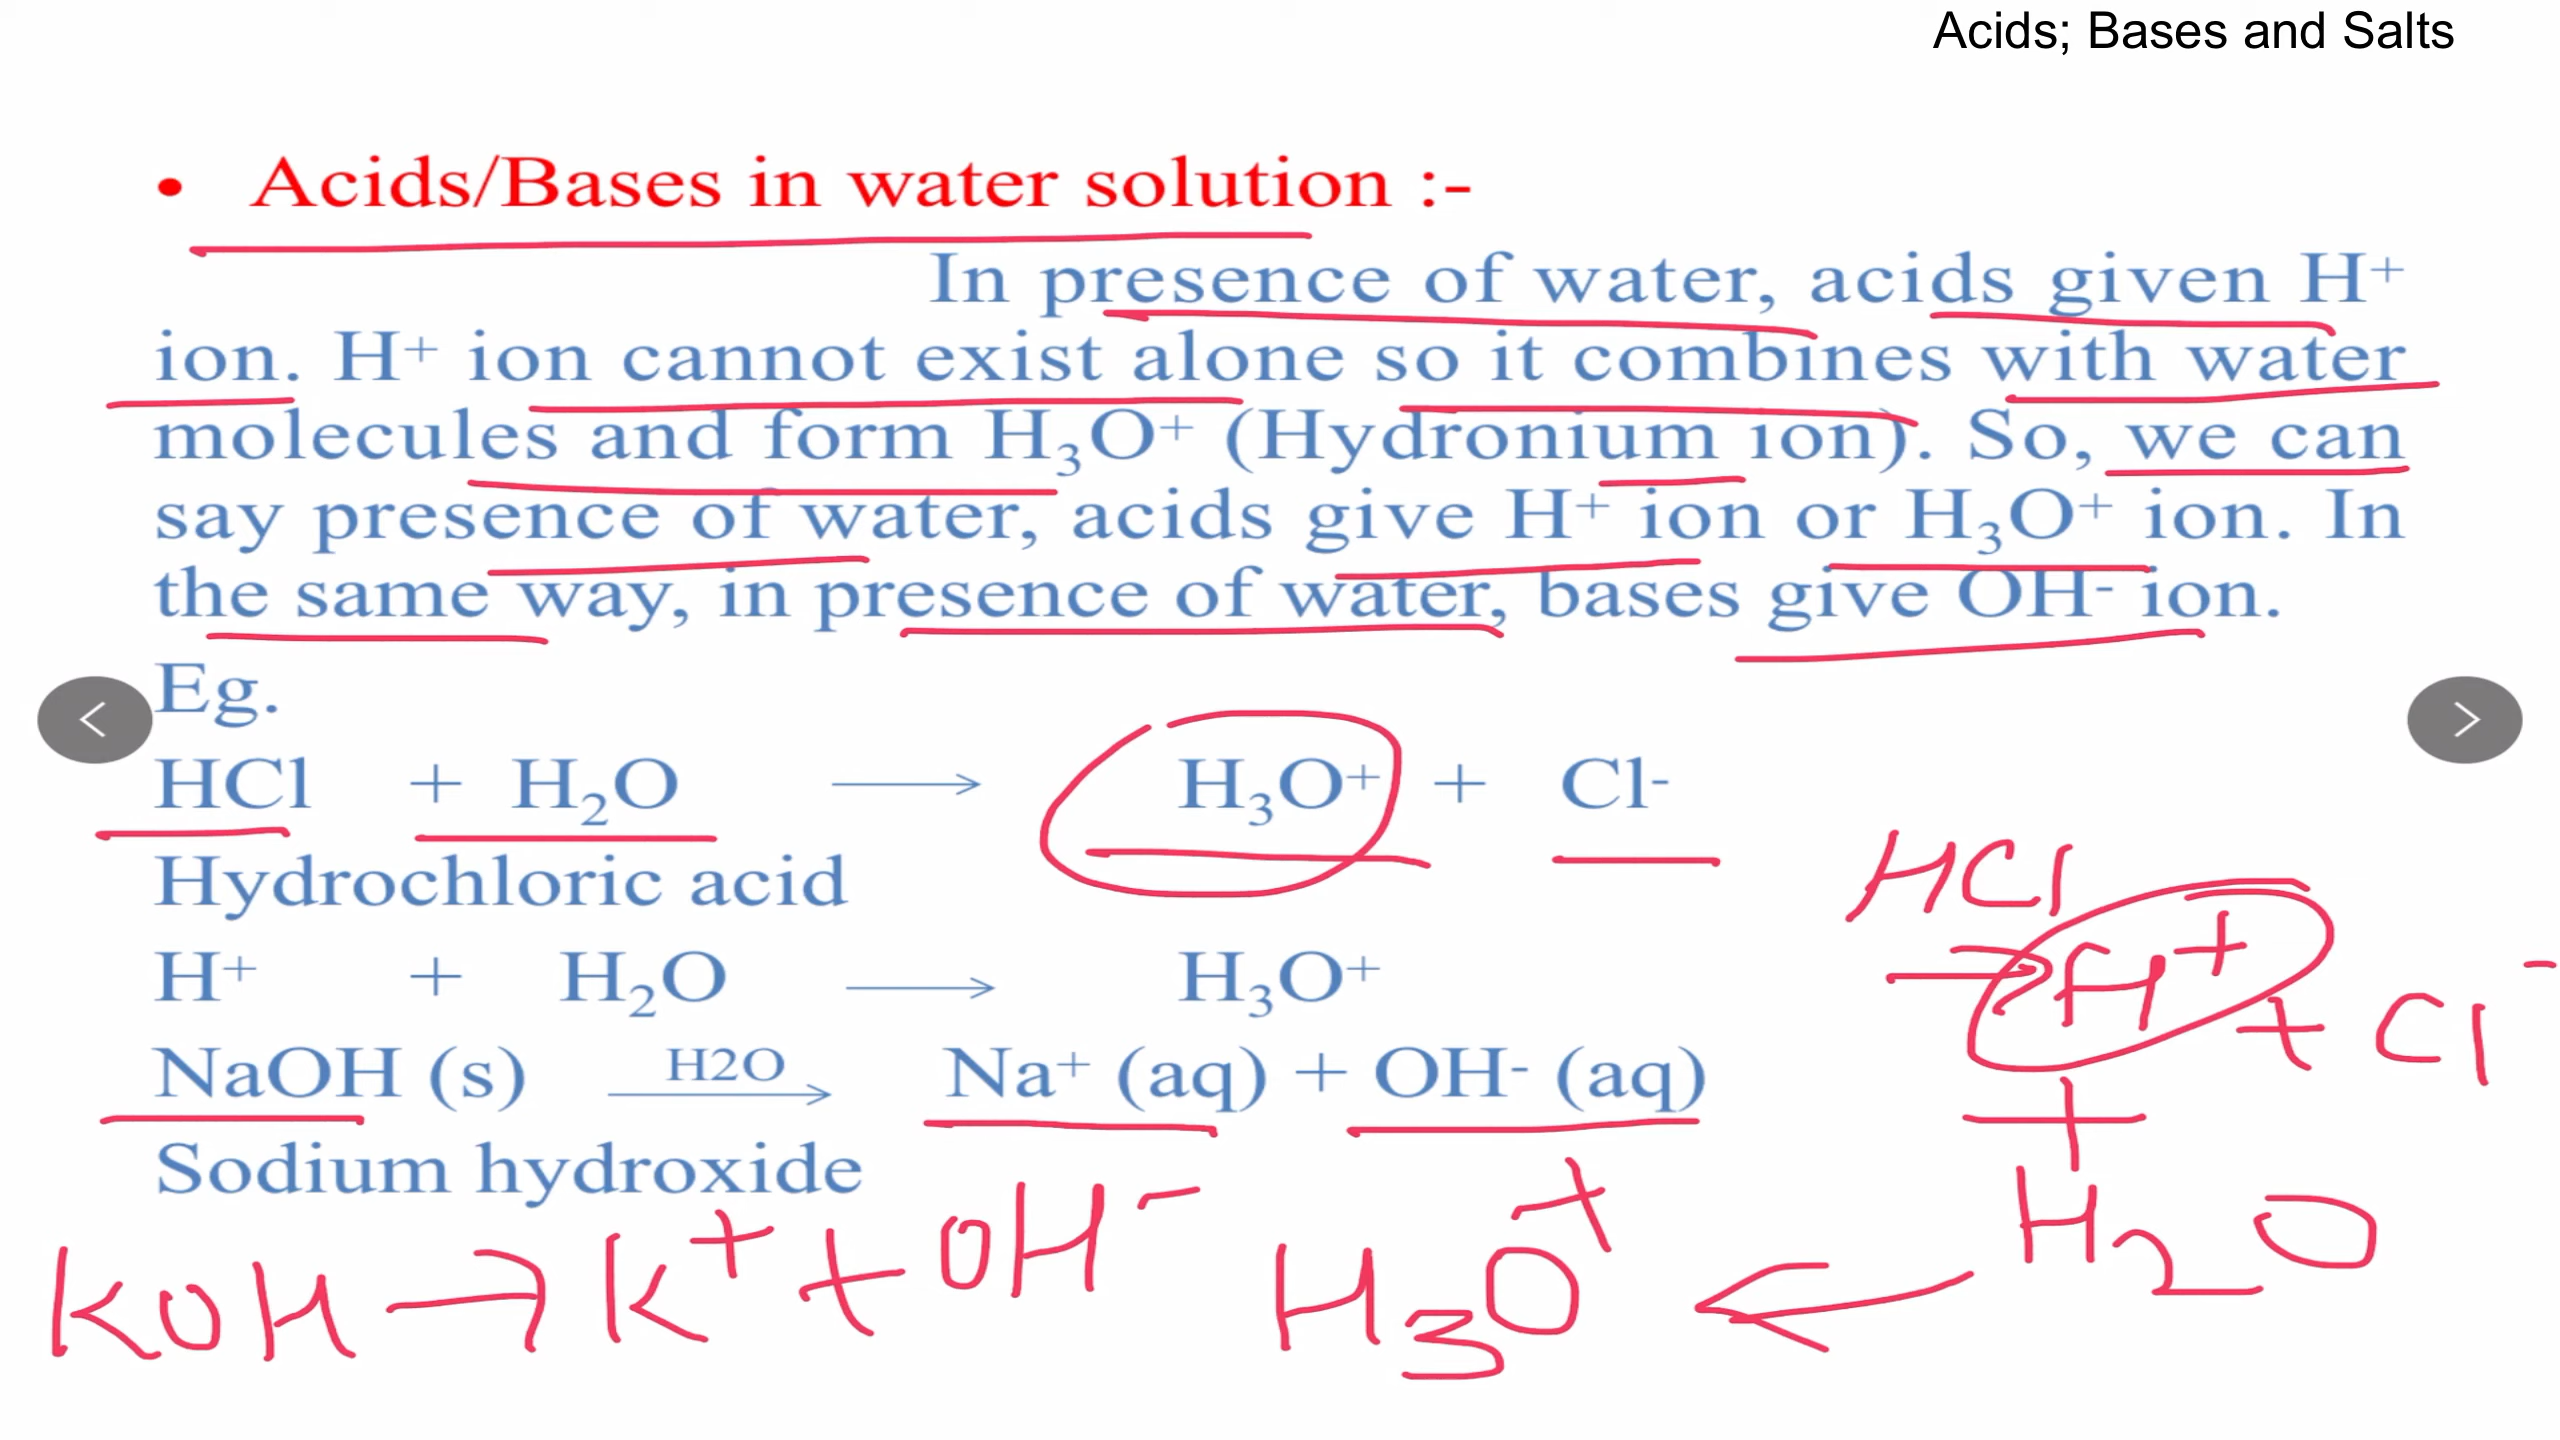 Acids; Bases and Salts
• Acids/Bases in water solution :-
In presence of water, acids given H⁺
ion. H⁺ ion cannot exist alone so it combines with water
molecules and form H₃O⁺ (Hydronium ion). So, we can
say presence of water, acids give H⁺ ion or H₃O⁺ ion. In
the same way, in presence of water, bases give OH⁻ ion.
Eg.
HCl + H₂O ⟶ H₃O⁺ + Cl⁻
Hydrochloric acid
HCl
H⁺ + H₂O ⟶ H₃O⁺
→ H⁺ + Cl⁻
NaOH (s) ⟶ H2O Na⁺ (aq) + OH⁻ (aq)
+
Sodium hydroxide
H₂O
KOH → K⁺ + OH⁻
H₃O⁺ ←